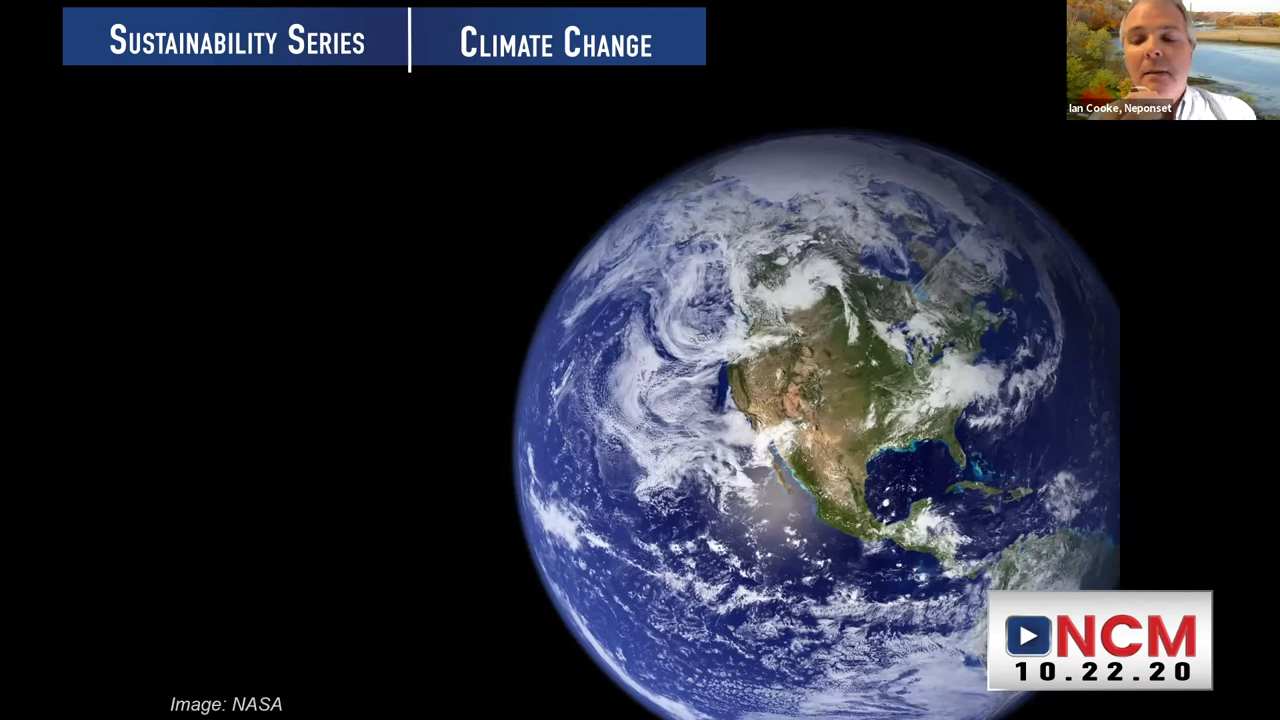 Sustainability Series | Climate Change
Ian Cooke, Neponset
NCM
10.22.20
Image: NASA